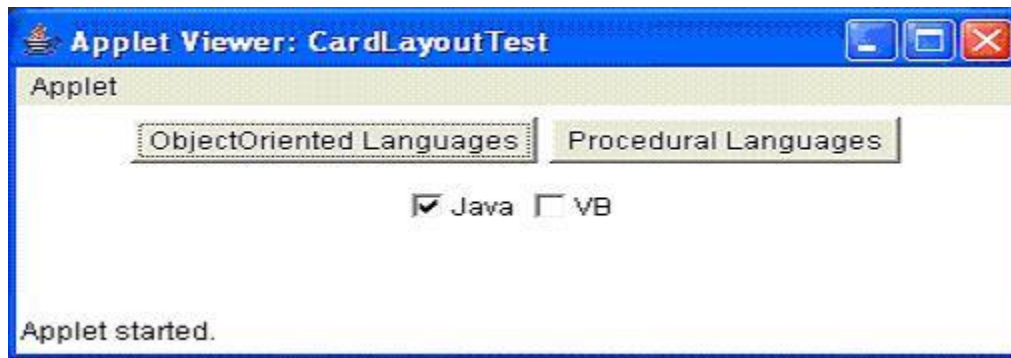 Applet Viewer: CardLayoutTest
Applet
ObjectOriented Languages Procedural Languages
Java VB
Applet started.